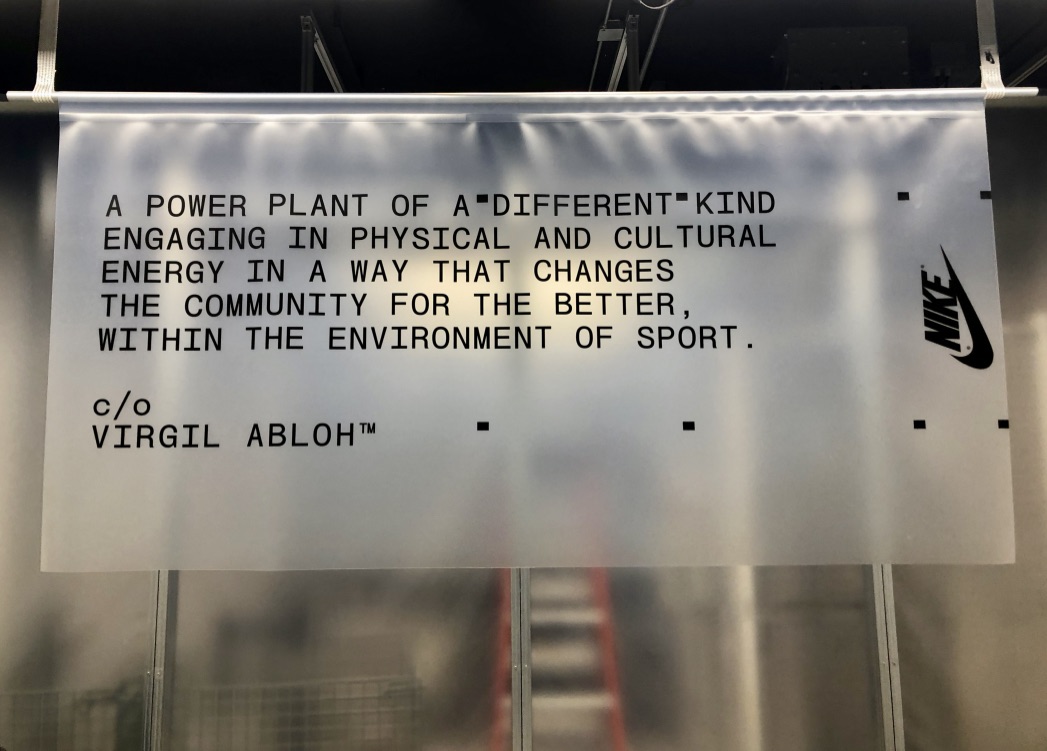 A POWER PLANT OF A"DIFFERENT"KIND
ENGAGING IN PHYSICAL AND CULTURAL
ENERGY IN A WAY THAT CHANGES
THE COMMUNITY FOR THE BETTER,
WITHIN THE ENVIRONMENT OF SPORT.
c/o
VIRGIL ABLOH™
NIKE